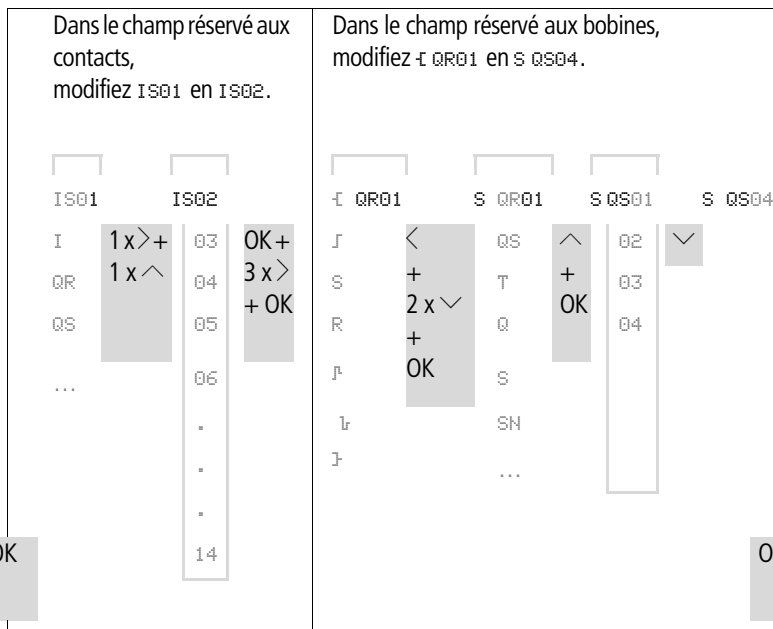 Dans le champ réservé aux
contacts,
modifiez IS01 en IS02.
IS01 IS02
I 1 x > + 03 OK +
QR 1 x ^ 04 3 x >
QS 05 + OK
... 06
.
.
.
14
OK
Dans le champ réservé aux bobines,
modifiez QR01 en S QS04.
QR01 S QR01 S QS01 S QS04
< QS ^ 02 ∨
S + T + 03
2 x ∨ OK
R + Q 04
OK S
SN
...